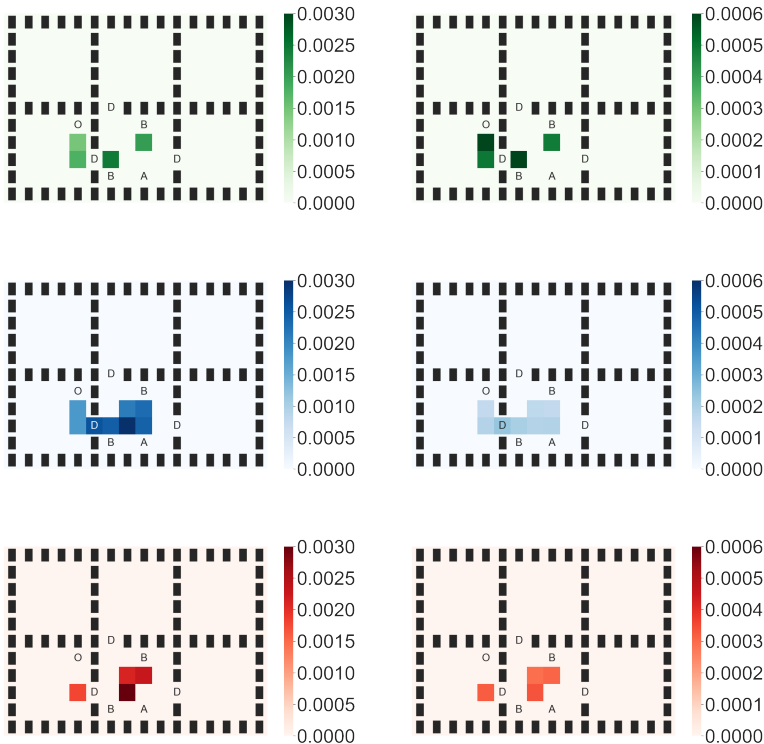 0.0030
0.0025
0.0020
0.0015
0.0010
0.0005
0.0000
D
O
B
D
D
B
A
0.0006
0.0005
0.0004
0.0003
0.0002
0.0001
0.0000
D
O
B
D
D
B
A
0.0030
0.0025
0.0020
0.0015
0.0010
0.0005
0.0000
D
O
B
D
D
B
A
0.0006
0.0005
0.0004
0.0003
0.0002
0.0001
0.0000
D
O
B
D
D
B
A
0.0030
0.0025
0.0020
0.0015
0.0010
0.0005
0.0000
D
O
B
D
D
B
A
0.0006
0.0005
0.0004
0.0003
0.0002
0.0001
0.0000
D
O
B
D
D
B
A